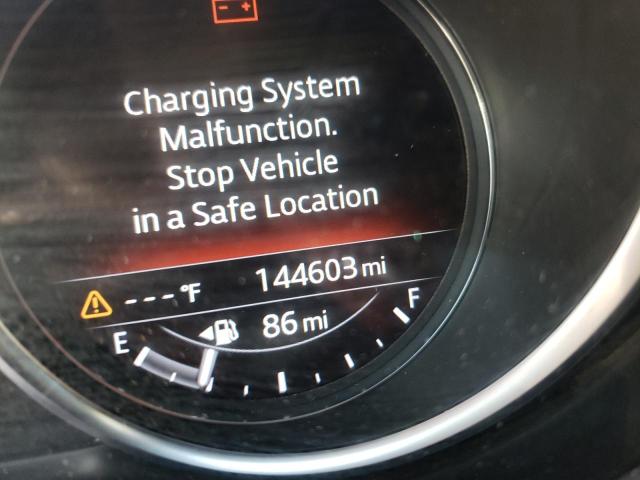 - +
Charging System
Malfunction.
Stop Vehicle
in a Safe Location
---°F 144603 mi
E 86 mi F